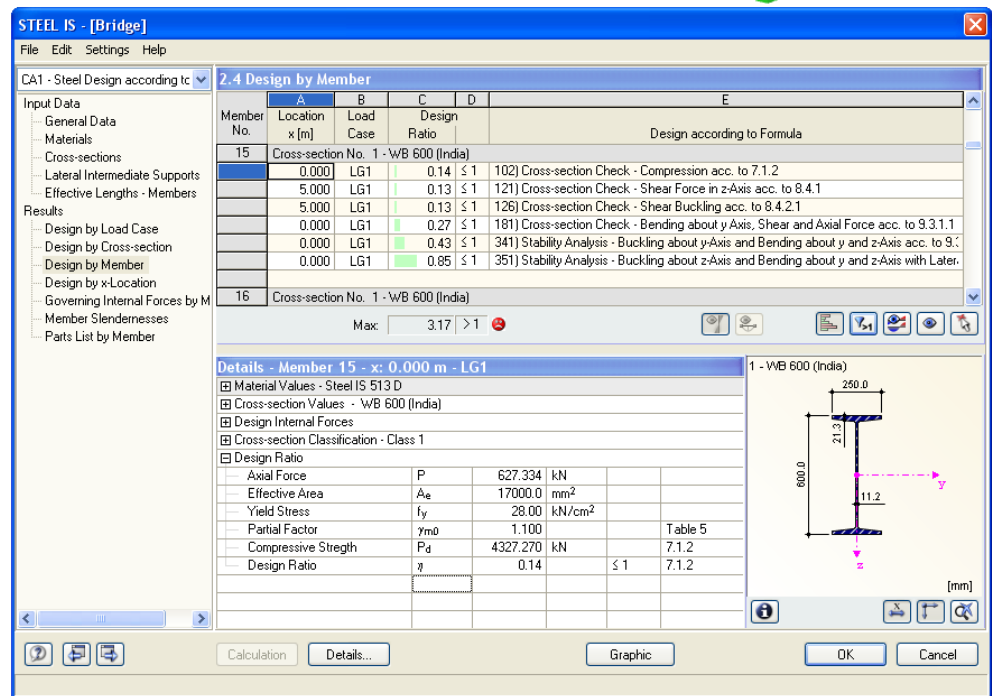 STEEL IS - [Bridge]
File Edit Settings Help
CA1 - Steel Design according tc
Input Data
General Data
Materials
Cross-sections
Lateral Intermediate Supports
Effective Lengths - Members
Results
Design by Load Case
Design by Cross-section
Design by Member
Design by x-Location
Governing Internal Forces by M
Member Slendernesses
Parts List by Member
2.4 Design by Member
A B C D E
Member Location Load Design
No. x [m] Case Ratio Design according to Formula
15 Cross-section No. 1 - WB 600 (India)
0.000 LG1 0.14 ≤ 1 102) Cross-section Check - Compression acc. to 7.1.2
5.000 LG1 0.13 ≤ 1 121) Cross-section Check - Shear Force in z-Axis acc. to 8.4.1
5.000 LG1 0.13 ≤ 1 126) Cross-section Check - Shear Buckling acc. to 8.4.2.1
0.000 LG1 0.27 ≤ 1 181) Cross-section Check - Bending about y Axis, Shear and Axial Force acc. to 9.3.1.1
0.000 LG1 0.43 ≤ 1 341) Stability Analysis - Buckling about y-Axis and Bending about y and z-Axis acc. to 9.
0.000 LG1 0.85 ≤ 1 351) Stability Analysis - Buckling about z-Axis and Bending about y and z-Axis with Later
16 Cross-section No. 1 - WB 600 (India)
Max: 3.17 > 1
Details - Member 15 - x: 0.000 m - LG1
Material Values - Steel IS 513 D
Cross-section Values - WB 600 (India)
Design Internal Forces
Cross-section Classification - Class 1
Design Ratio
Axial Force P 627.334 kN
Effective Area Ae 17000.0 mm²
Yield Stress fy 28.00 kN/cm²
Partial Factor γm0 1.100 Table 5
Compressive Stregth Pd 4327.270 kN 7.1.2
Design Ratio η 0.14 ≤ 1 7.1.2
1 - WB 600 (India)
250.0
21.3
600.0
11.2
y
z
[mm]
Calculation Details... Graphic OK Cancel